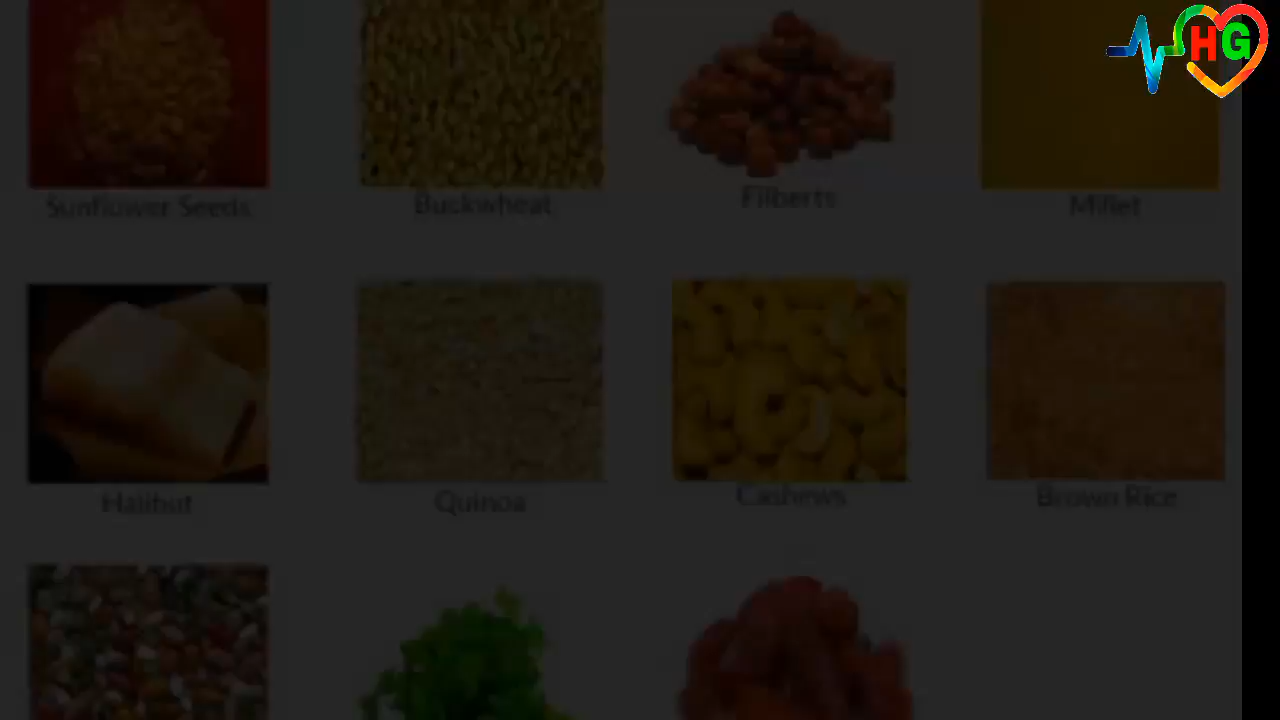 HG
Sunflower Seeds
Buckwheat
Filberts
Millet
Halibut
Quinoa
Cashews
Brown Rice